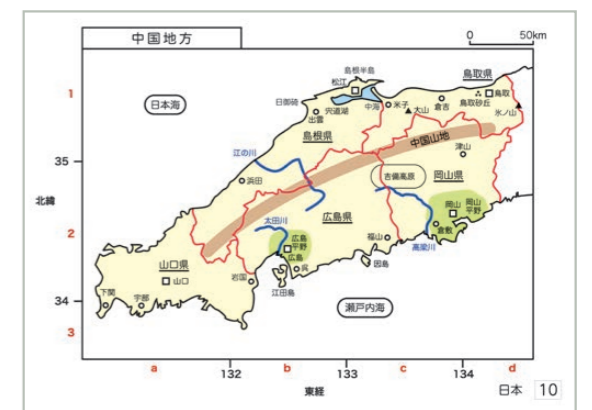 中国地方
0 50km
鳥取県
島根半島
松江
1
日本海
日御碕
宍道湖
中海
米子
大山
倉吉
鳥取
鳥取砂丘
氷ノ山
出雲
島根県
中国山地
津山
江の川
35
浜田
吉備高原
岡山県
北緯
広島県
岡山
岡山平野
太田川
倉敷
2
広島平野
福山
高梁川
山口県
広島
呉
因島
山口
岩国
江田島
下関
宇部
34
瀬戸内海
3
a
b
c
d
132
133
134
東経
日本 10